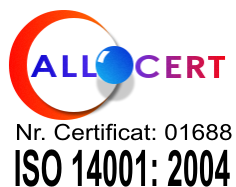 ALLOCERT
Nr. Certificat: 01688
ISO 14001: 2004